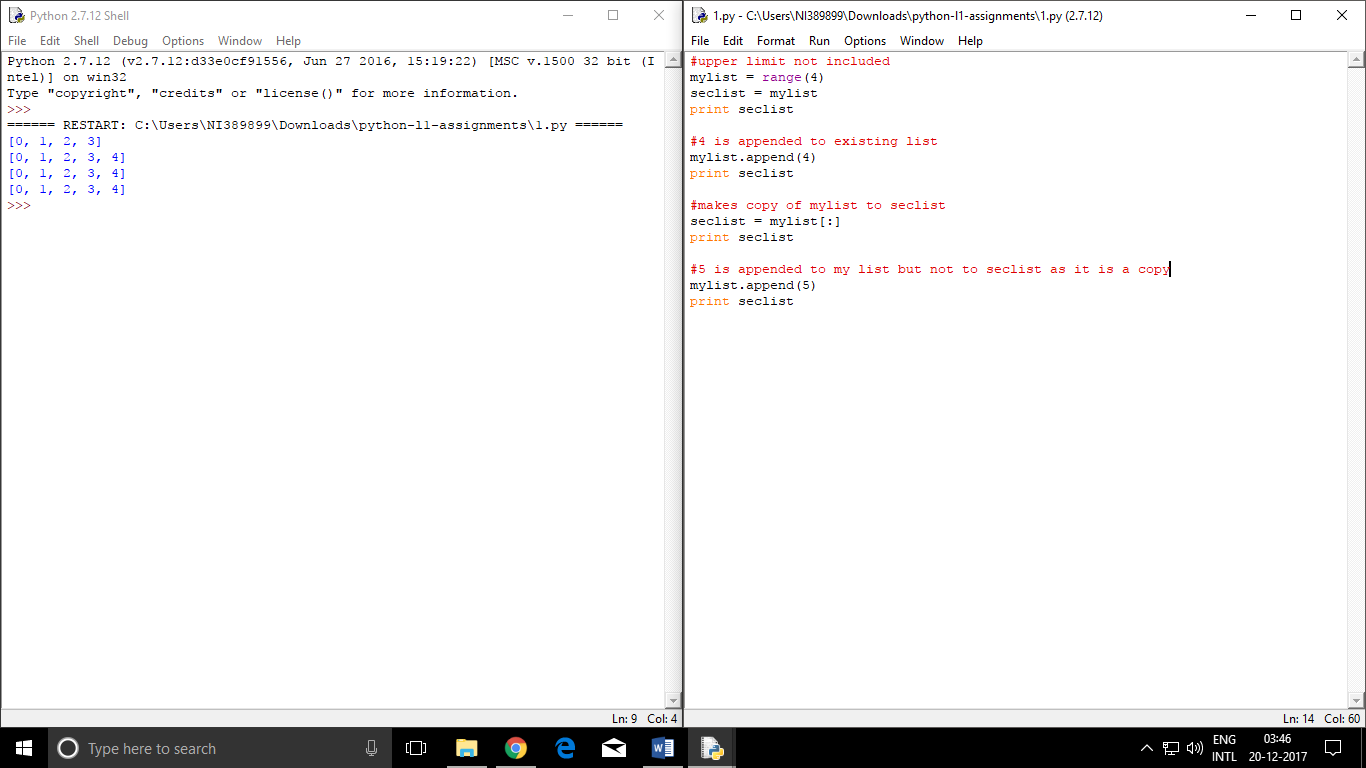 Python 2.7.12 Shell
File Edit Shell Debug Options Window Help
Python 2.7.12 (v2.7.12:d33e0cf91556, Jun 27 2016, 15:19:22) [MSC v.1500 32 bit (I
ntel)] on win32
Type "copyright", "credits" or "license()" for more information.
>>>
====== RESTART: C:\Users\NI389899\Downloads\python-l1-assignments\1.py ======
[0, 1, 2, 3]
[0, 1, 2, 3, 4]
[0, 1, 2, 3, 4]
[0, 1, 2, 3, 4]
>>>
Ln: 9 Col: 4
1.py - C:\Users\NI389899\Downloads\python-l1-assignments\1.py (2.7.12)
File Edit Format Run Options Window Help
#upper limit not included
mylist = range(4)
seclist = mylist
print seclist
#4 is appended to existing list
mylist.append(4)
print seclist
#makes copy of mylist to seclist
seclist = mylist[:]
print seclist
#5 is appended to my list but not to seclist as it is a copy
mylist.append(5)
print seclist
Ln: 14 Col: 60
Type here to search
ENG
INTL
03:46
20-12-2017